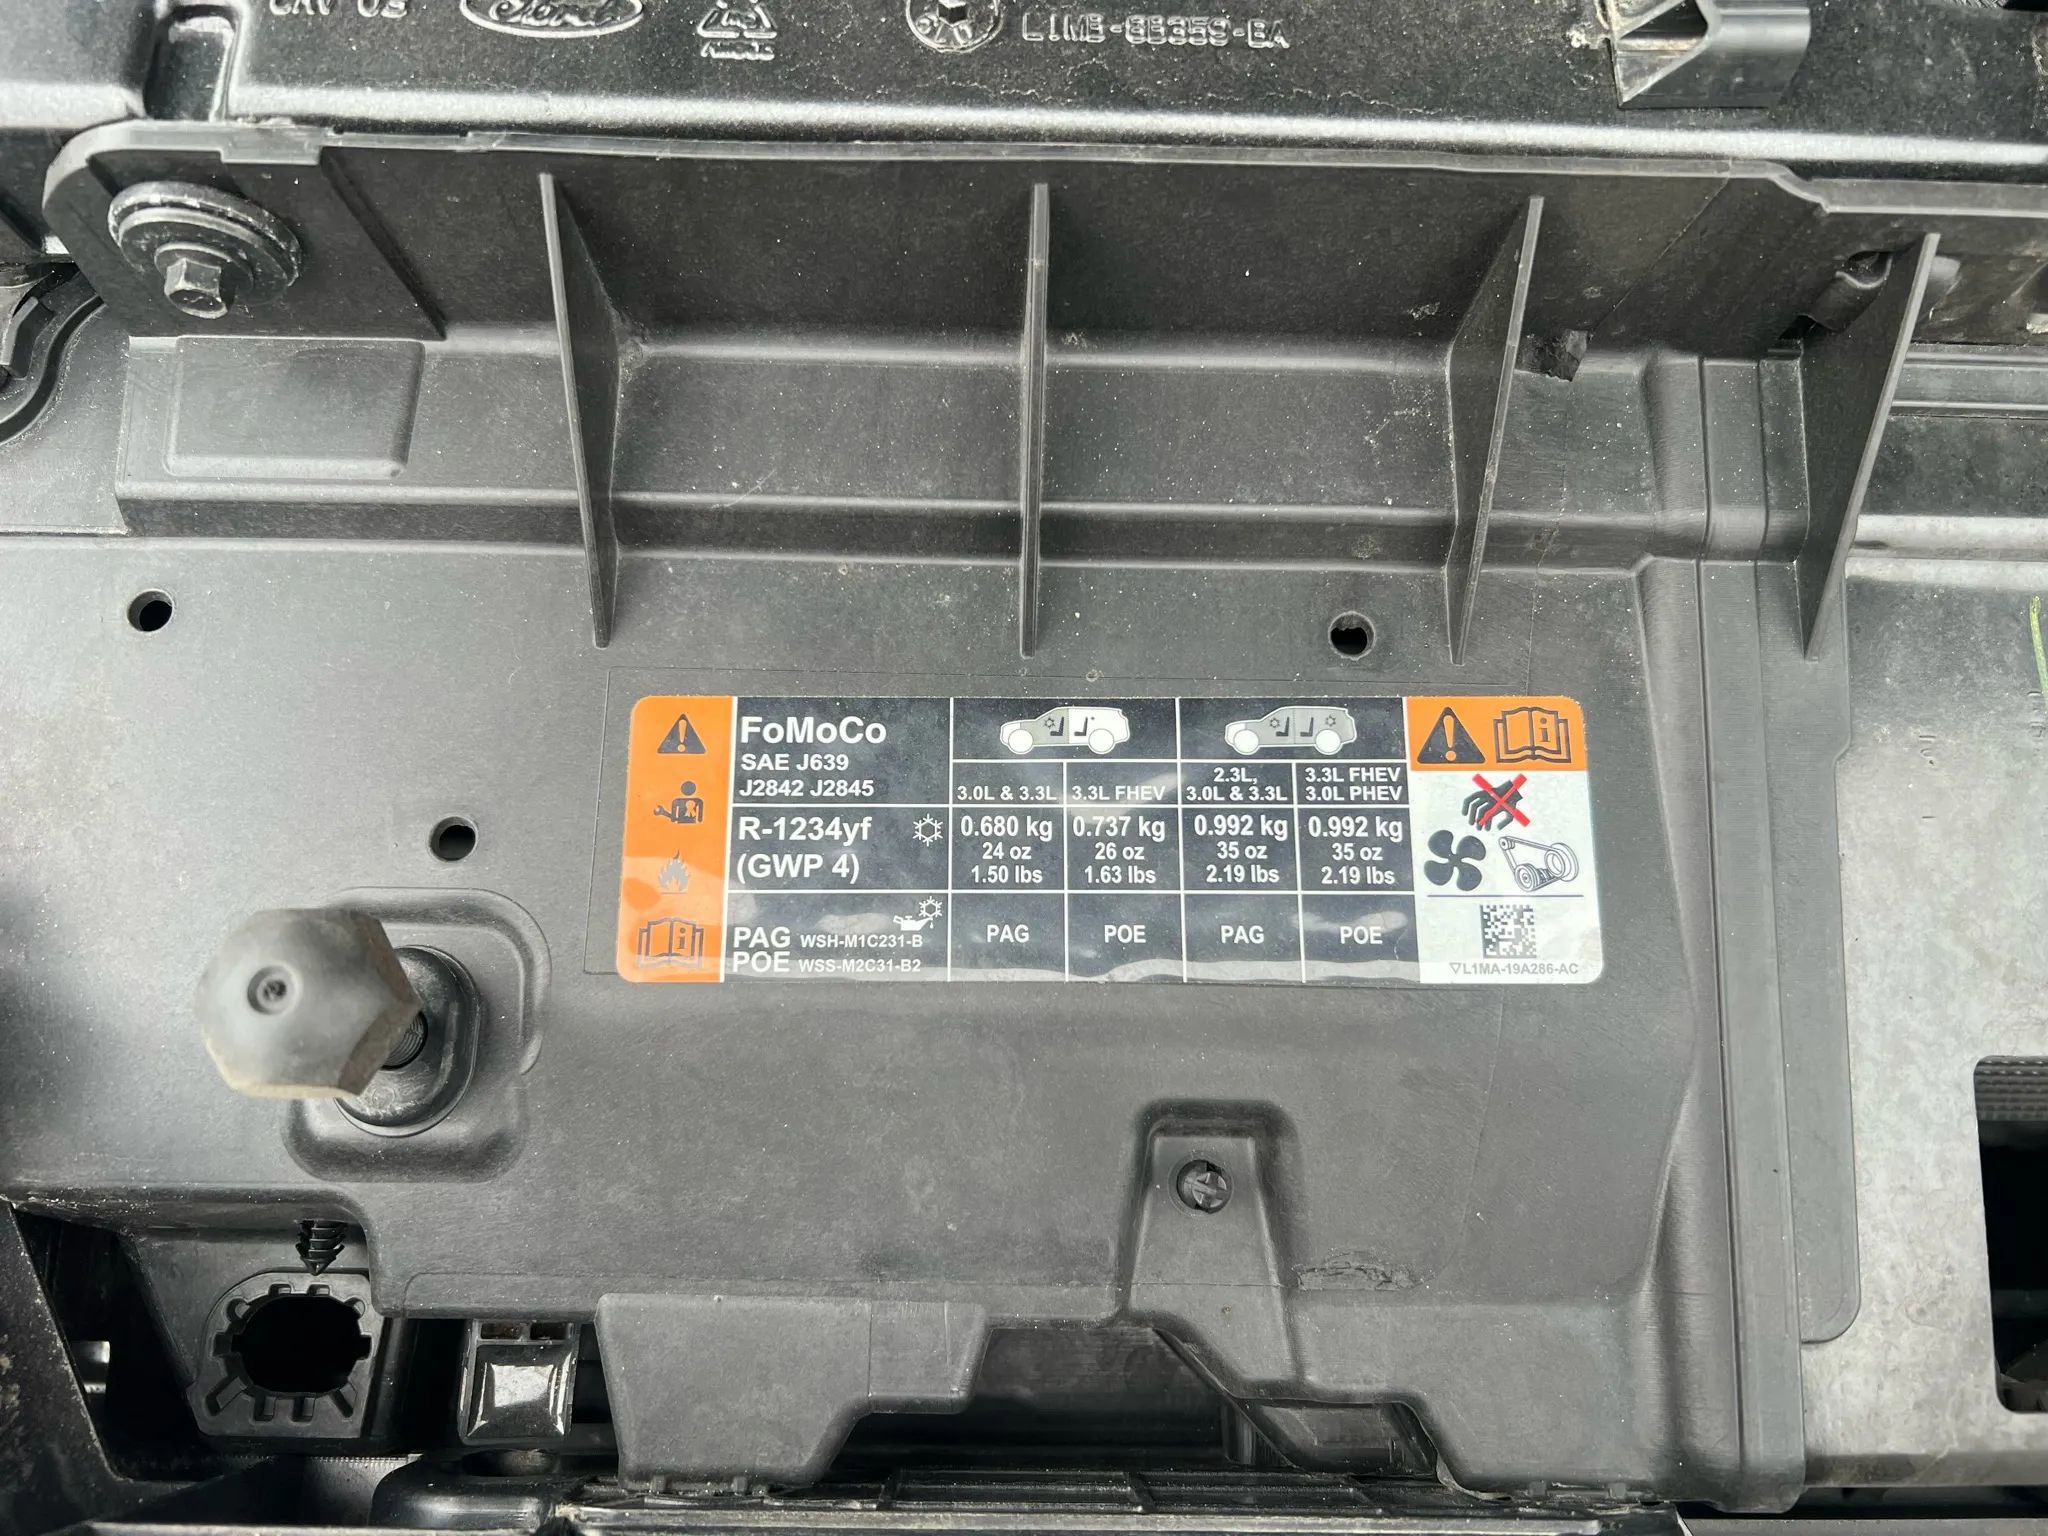 CAV 02
Ford
L1MB-8B359-BA
FoMoCo
SAE J639
J2842 J2845
3.0L & 3.3L
3.3L FHEV
2.3L,
3.0L & 3.3L
3.3L FHEV
3.0L PHEV
R-1234yf
(GWP 4)
0.680 kg
24 oz
1.50 lbs
0.737 kg
26 oz
1.63 lbs
0.992 kg
35 oz
2.19 lbs
0.992 kg
35 oz
2.19 lbs
PAG WSH-M1C231-B
POE WSS-M2C31-B2
PAG
POE
PAG
POE
L1MA-19A286-AC